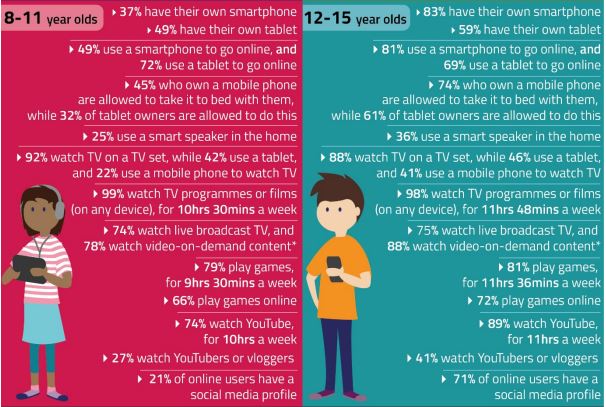 8-11 year olds
37% have their own smartphone
49% have their own tablet
49% use a smartphone to go online, and
72% use a tablet to go online
45% who own a mobile phone
are allowed to take it to bed with them,
while 32% of tablet owners are allowed to do this
25% use a smart speaker in the home
92% watch TV on a TV set, while 42% use a tablet,
and 22% use a mobile phone to watch TV
99% watch TV programmes or films
(on any device), for 10hrs 30mins a week
74% watch live broadcast TV, and
78% watch video-on-demand content*
79% play games,
for 9hrs 30mins a week
66% play games online
74% watch YouTube,
for 10hrs a week
27% watch YouTubers or vloggers
21% of online users have a
social media profile
12-15 year olds
83% have their own smartphone
59% have their own tablet
81% use a smartphone to go online, and
69% use a tablet to go online
74% who own a mobile phone
are allowed to take it to bed with them,
while 61% of tablet owners are allowed to do this
36% use a smart speaker in the home
88% watch TV on a TV set, while 46% use a tablet,
and 41% use a mobile phone to watch TV
98% watch TV programmes or films
(on any device), for 11hrs 48mins a week
75% watch live broadcast TV, and
88% watch video-on-demand content*
81% play games,
for 11hrs 36mins a week
72% play games online
89% watch YouTube,
for 11hrs a week
41% watch YouTubers or vloggers
71% of online users have a
social media profile